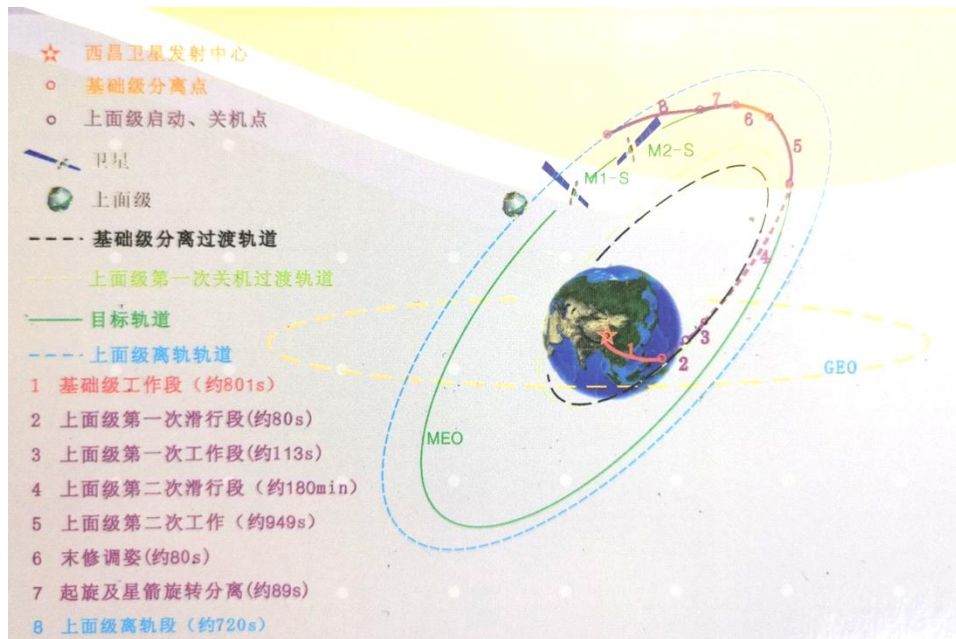 西昌卫星发射中心
基础级分离点
上面级启动、关机点
卫星
上面级
基础级分离过渡轨道
上面级第一次关机过渡轨道
目标轨道
上面级离轨轨道
1 基础级工作段（约801s）
2 上面级第一次滑行段(约80s)
3 上面级第一次工作段(约113s)
4 上面级第二次滑行段（约180min）
5 上面级第二次工作（约949s）
6 末修调姿(约80s)
7 起旋及星箭旋转分离(约89s)
8 上面级离轨段（约720s）
8
7
6
5
M2-S
M1-S
4
3
1
2
GEO
MEO